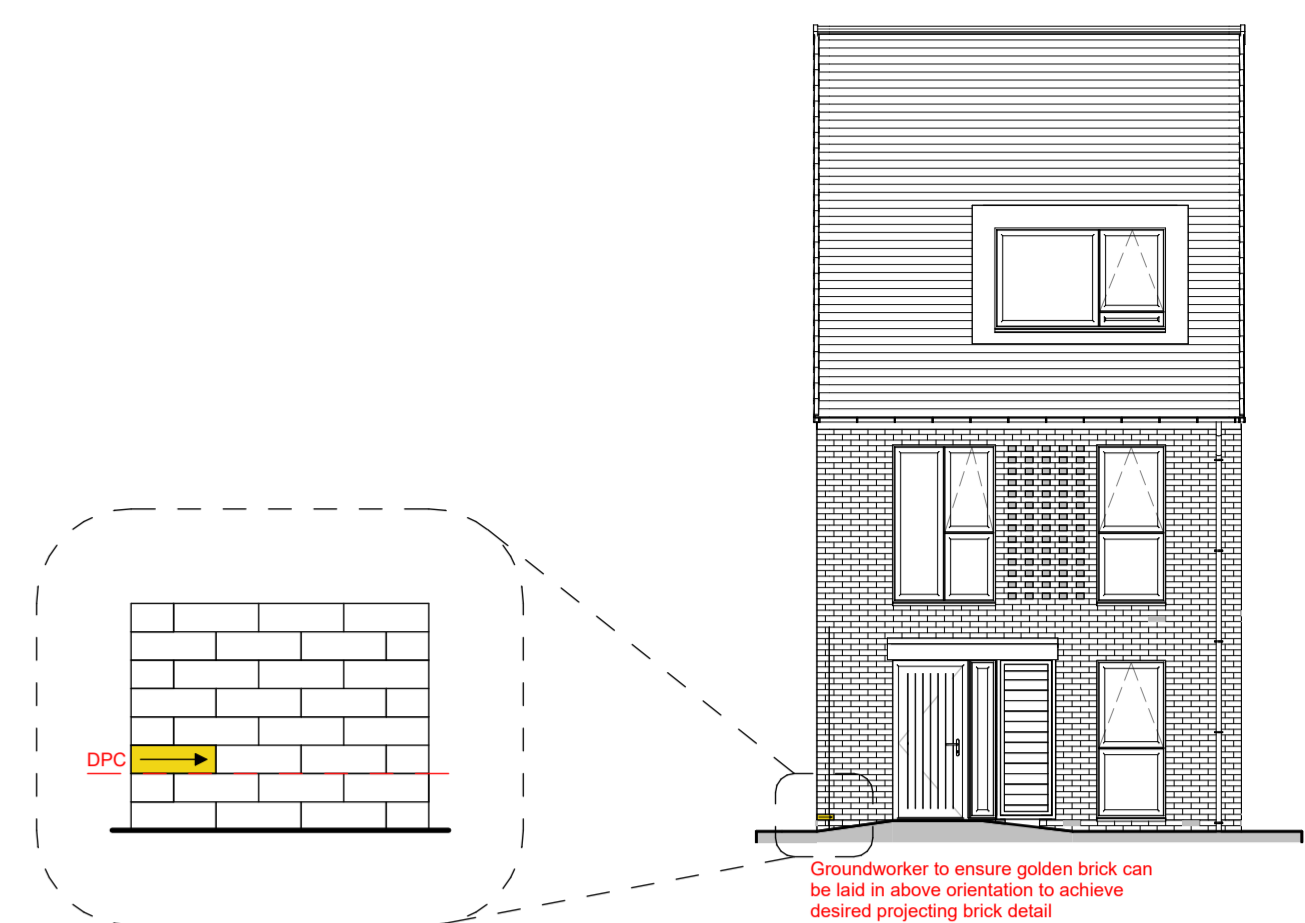 DPC
Groundworker to ensure golden brick can
be laid in above orientation to achieve
desired projecting brick detail